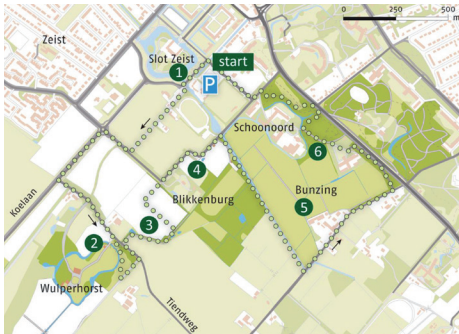 0 250 500 m
Zeist
Slot Zeist
start
1
P
Schoonoord
6
4
Koelaan
Blikkenburg
Bunzing
5
3
2
Wulperhorst
Tiendweg